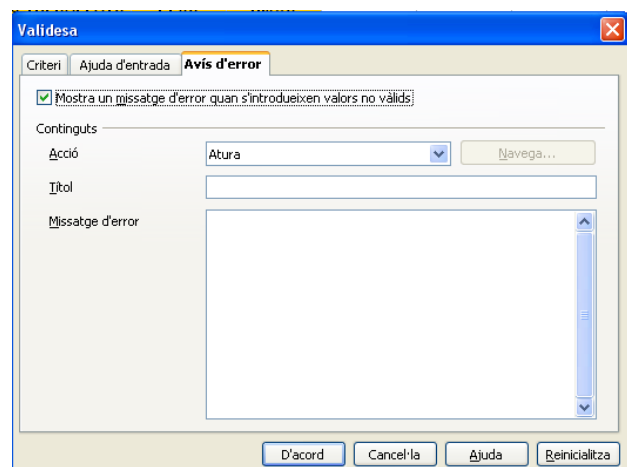 Validesa
Criteri Ajuda d'entrada Avís d'error
Mostra un missatge d'error quan s'introdueixen valors no vàlids
Continguts
Acció Atura Navega...
Títol
Missatge d'error
D'acord Cancel·la Ajuda Reinicialitza